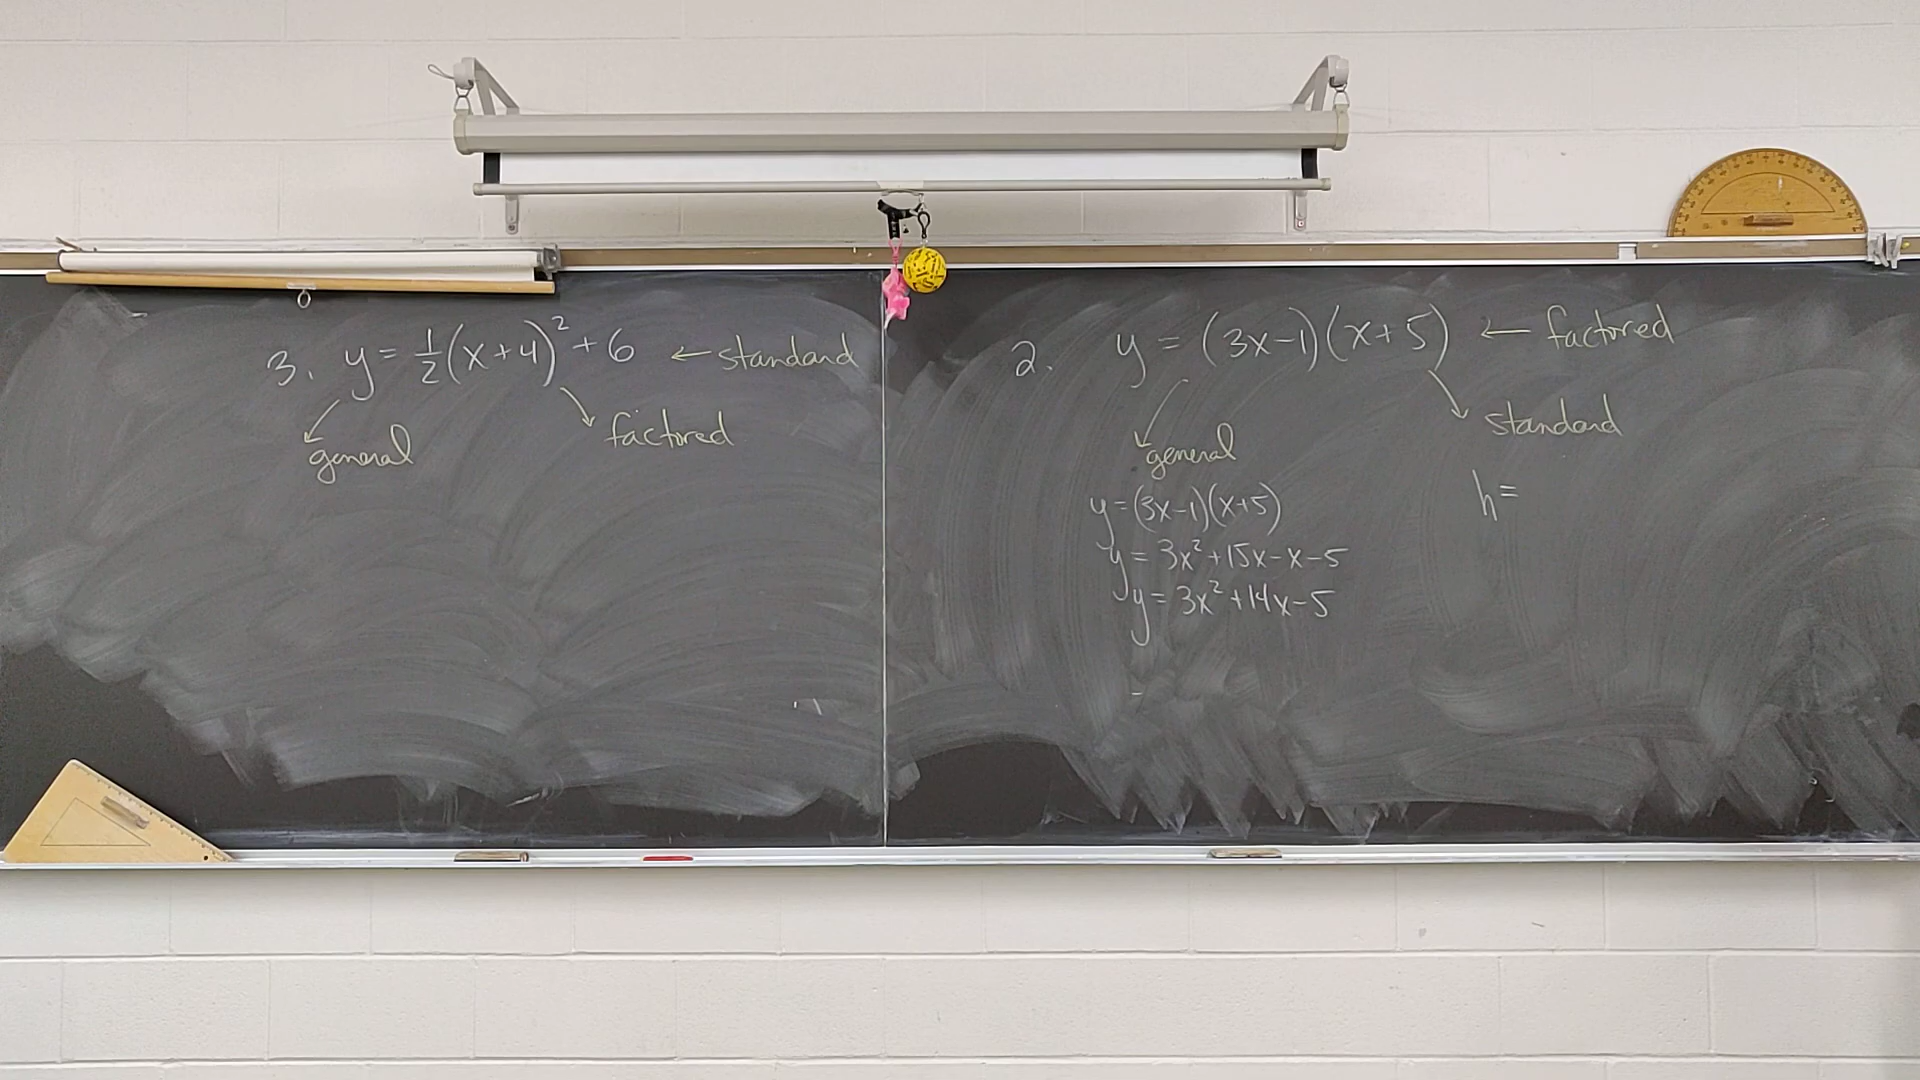 3. y = 1/2(x+4)² + 6 ← standard
general
factored
2. y = (3x-1)(x+5) ← factored
general
y=(3x-1)(x+5)
y = 3x²+15x-x-5
y = 3x²+14x-5
standard
h=